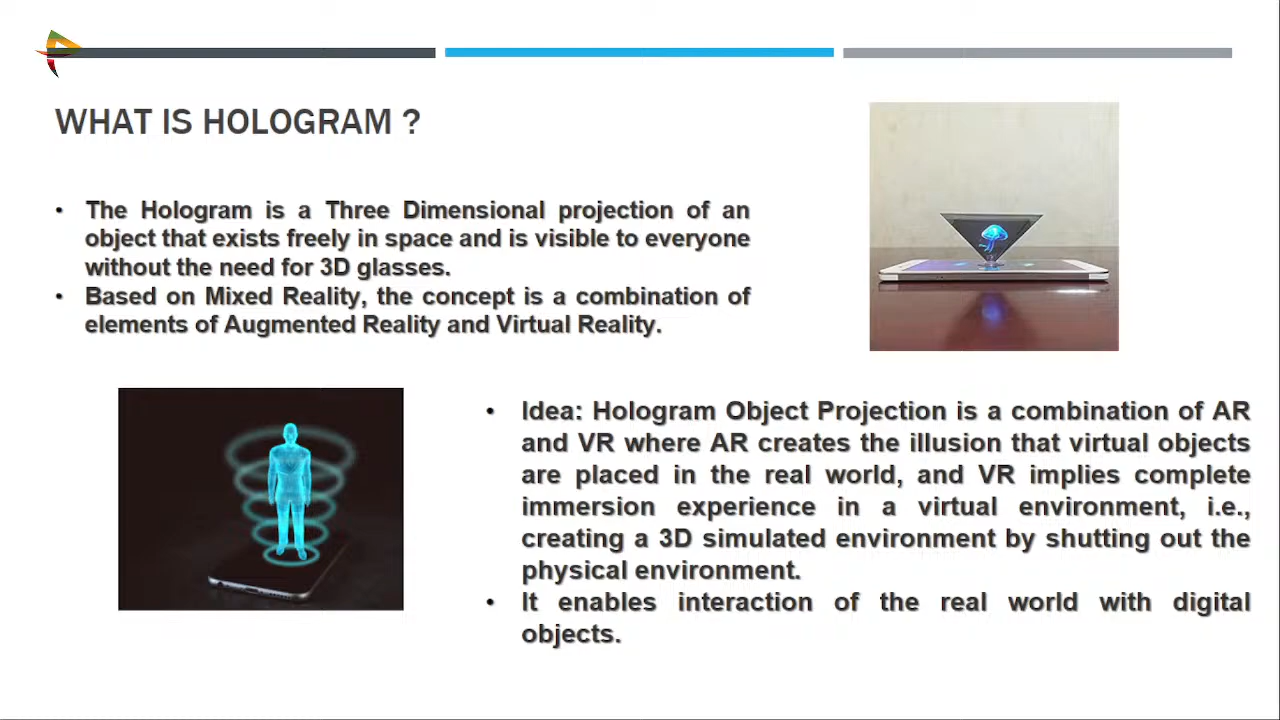 WHAT IS HOLOGRAM ?
• The Hologram is a Three Dimensional projection of an
object that exists freely in space and is visible to everyone
without the need for 3D glasses.
• Based on Mixed Reality, the concept is a combination of
elements of Augmented Reality and Virtual Reality.
• Idea: Hologram Object Projection is a combination of AR
and VR where AR creates the illusion that virtual objects
are placed in the real world, and VR implies complete
immersion experience in a virtual environment, i.e.,
creating a 3D simulated environment by shutting out the
physical environment.
• It enables interaction of the real world with digital
objects.